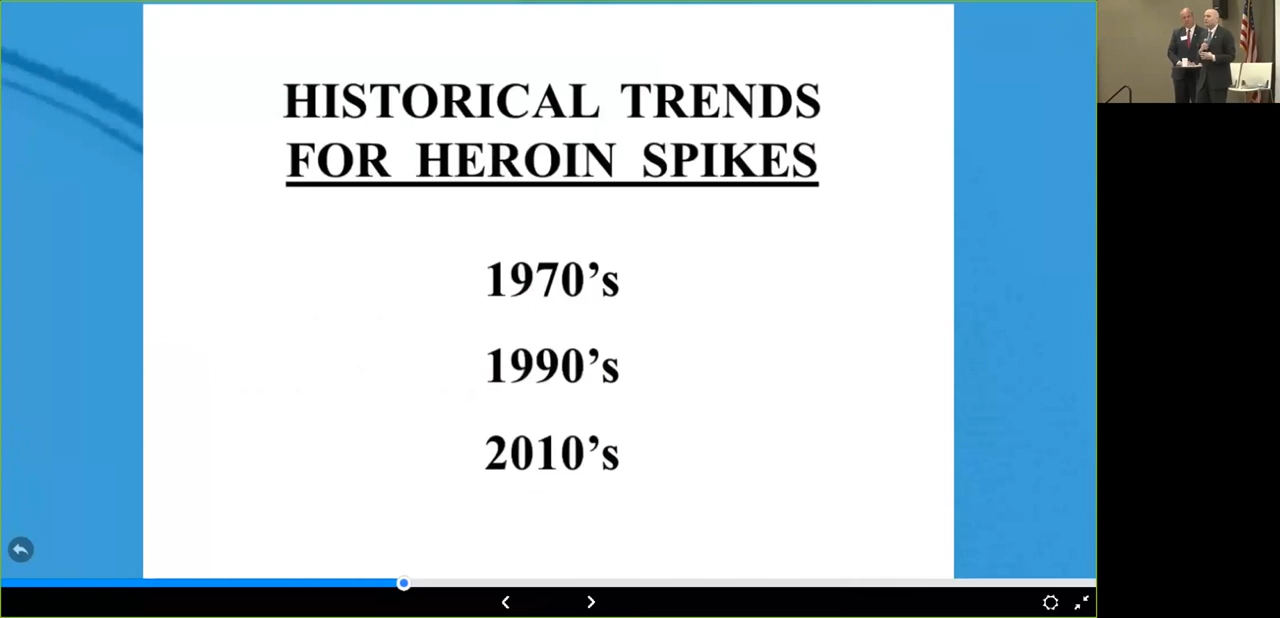 HISTORICAL TRENDS
FOR HEROIN SPIKES
1970’s
1990’s
2010’s